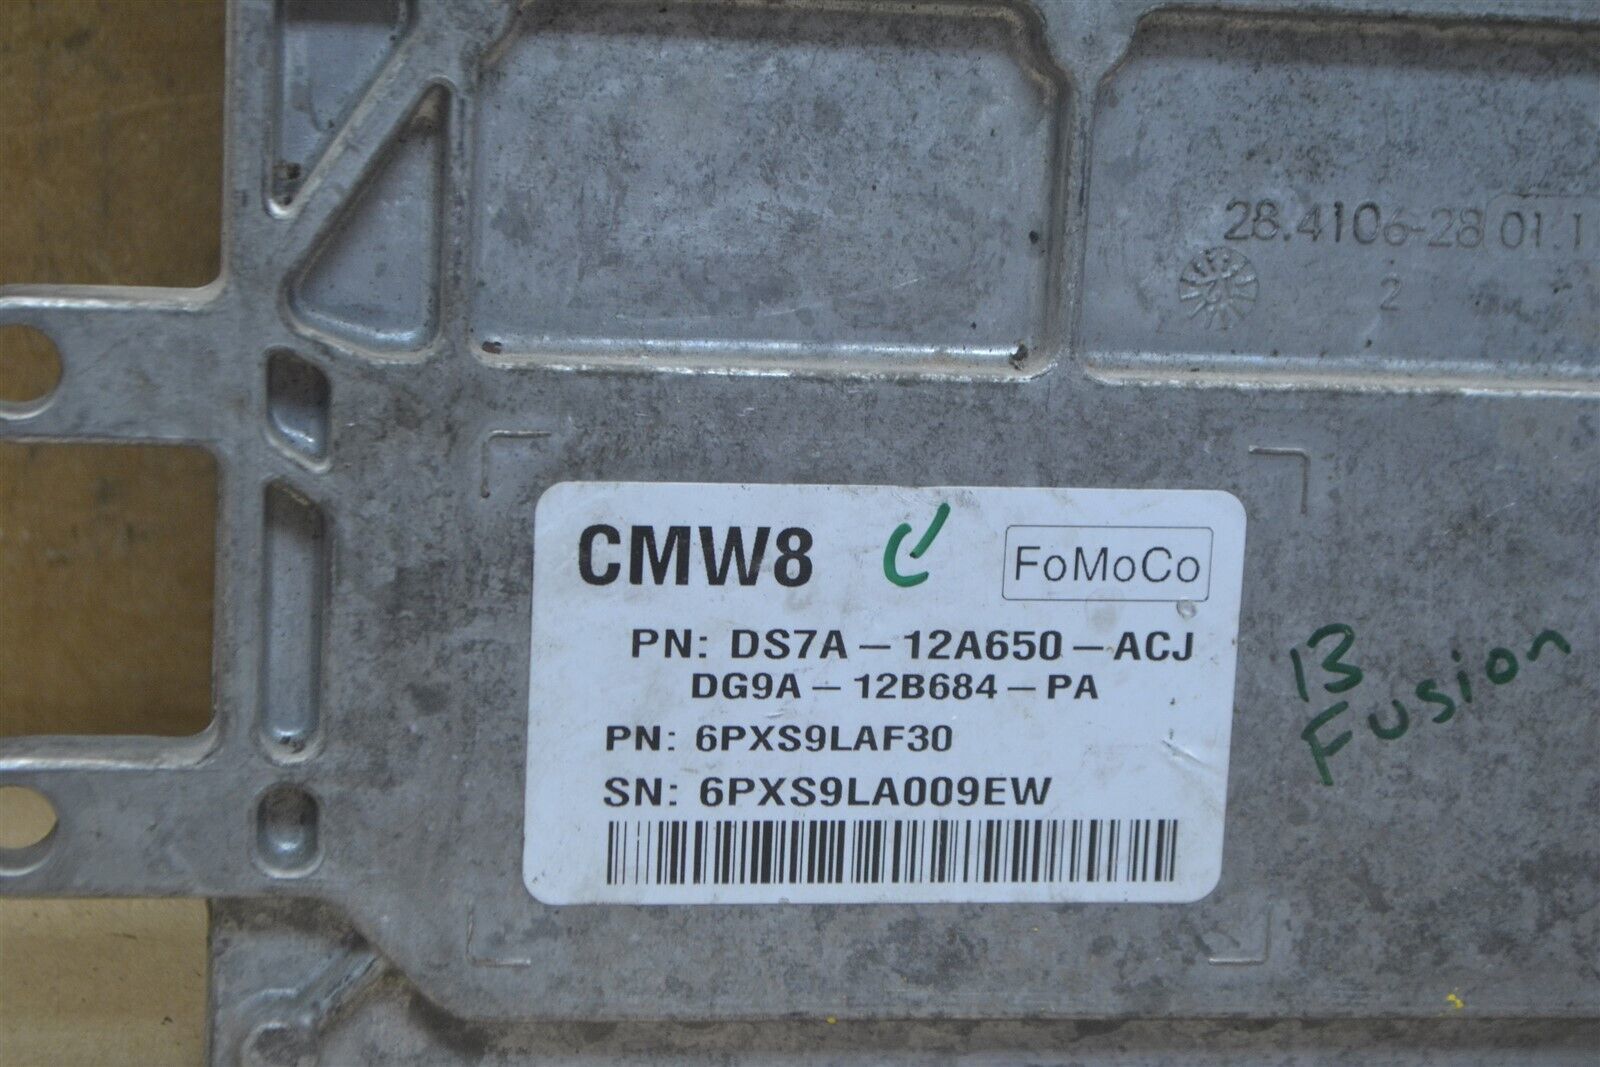 28.4106-28 01.1
2
CMW8
FoMoCo
PN: DS7A-12A650-ACJ
DG9A-12B684-PA
PN: 6PXS9LAF30
SN: 6PXS9LA009EW
13
Fusion